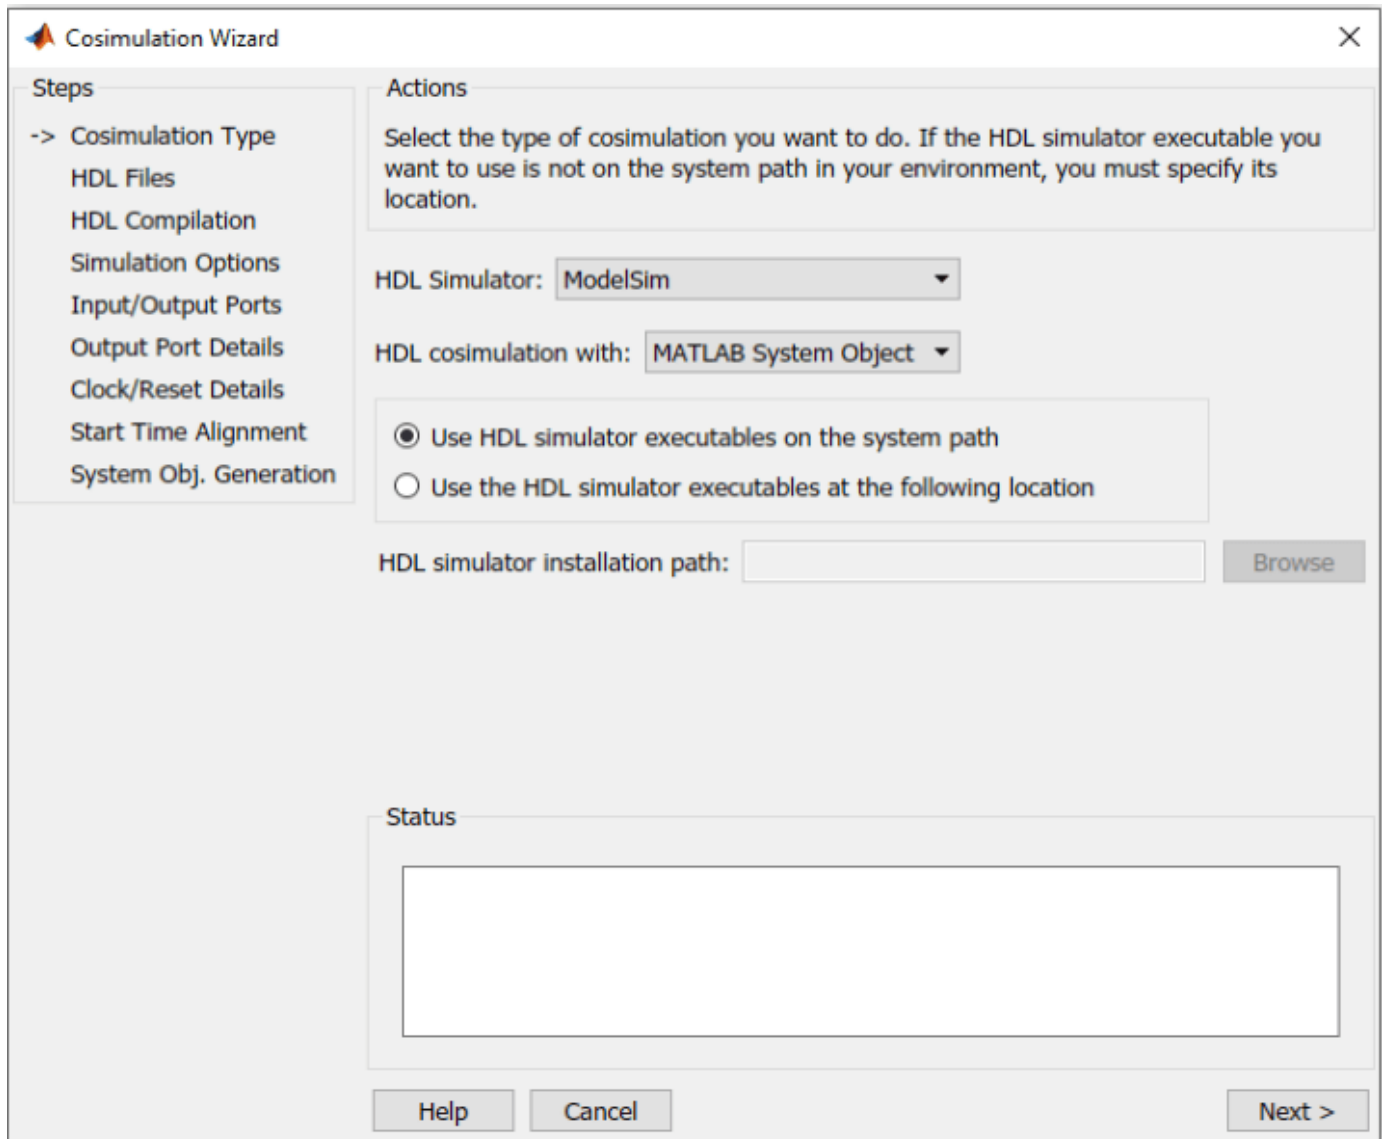 Cosimulation Wizard
Steps
-> Cosimulation Type
HDL Files
HDL Compilation
Simulation Options
Input/Output Ports
Output Port Details
Clock/Reset Details
Start Time Alignment
System Obj. Generation
Actions
Select the type of cosimulation you want to do. If the HDL simulator executable you
want to use is not on the system path in your environment, you must specify its
location.
HDL Simulator: ModelSim
HDL cosimulation with: MATLAB System Object
Use HDL simulator executables on the system path
Use the HDL simulator executables at the following location
HDL simulator installation path: Browse
Status
Help Cancel Next >